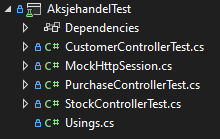 AksjehandelTest
Dependencies
C# CustomerControllerTest.cs
C# MockHttpSession.cs
C# PurchaseControllerTest.cs
C# StockControllerTest.cs
C# Usings.cs